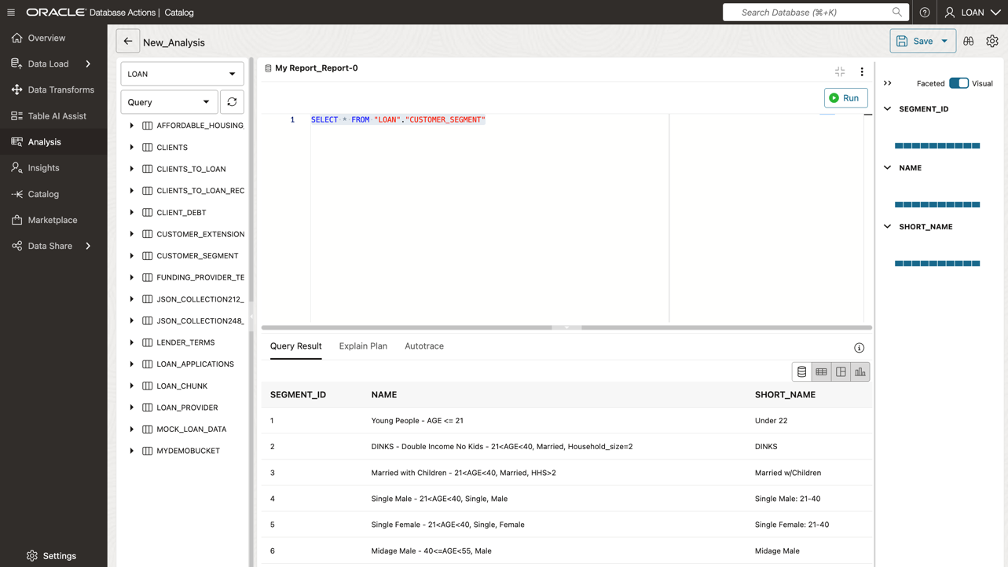 ORACLE Database Actions | Catalog
Search Database (⌘+K)
LOAN
Overview
Data Load
Data Transforms
Table AI Assist
Analysis
Insights
Catalog
Marketplace
Data Share
Settings
New_Analysis
Save
LOAN
Query
AFFORDABLE_HOUSING_
CLIENTS
CLIENTS_TO_LOAN
CLIENTS_TO_LOAN_REC
CLIENT_DEBT
CUSTOMER_EXTENSION
CUSTOMER_SEGMENT
FUNDING_PROVIDER_TE
JSON_COLLECTION212_
JSON_COLLECTION248_
LENDER_TERMS
LOAN_APPLICATIONS
LOAN_CHUNK
LOAN_PROVIDER
MOCK_LOAN_DATA
MYDEMOBUCKET
My Report_Report-0
Run
1 SELECT * FROM "LOAN"."CUSTOMER_SEGMENT"
Query Result Explain Plan Autotrace
SEGMENT_ID NAME SHORT_NAME
1 Young People - AGE <= 21 Under 22
2 DINKS - Double Income No Kids - 21<AGE<40, Married, Household_size=2 DINKS
3 Married with Children - 21<AGE<40, Married, HHS>2 Married w/Children
4 Single Male - 21<AGE<40, Single, Male Single Male: 21-40
5 Single Female - 21<AGE<40, Single, Female Single Female: 21-40
6 Midage Male - 40<=AGE<55, Male Midage Male
Faceted Visual
SEGMENT_ID
NAME
SHORT_NAME